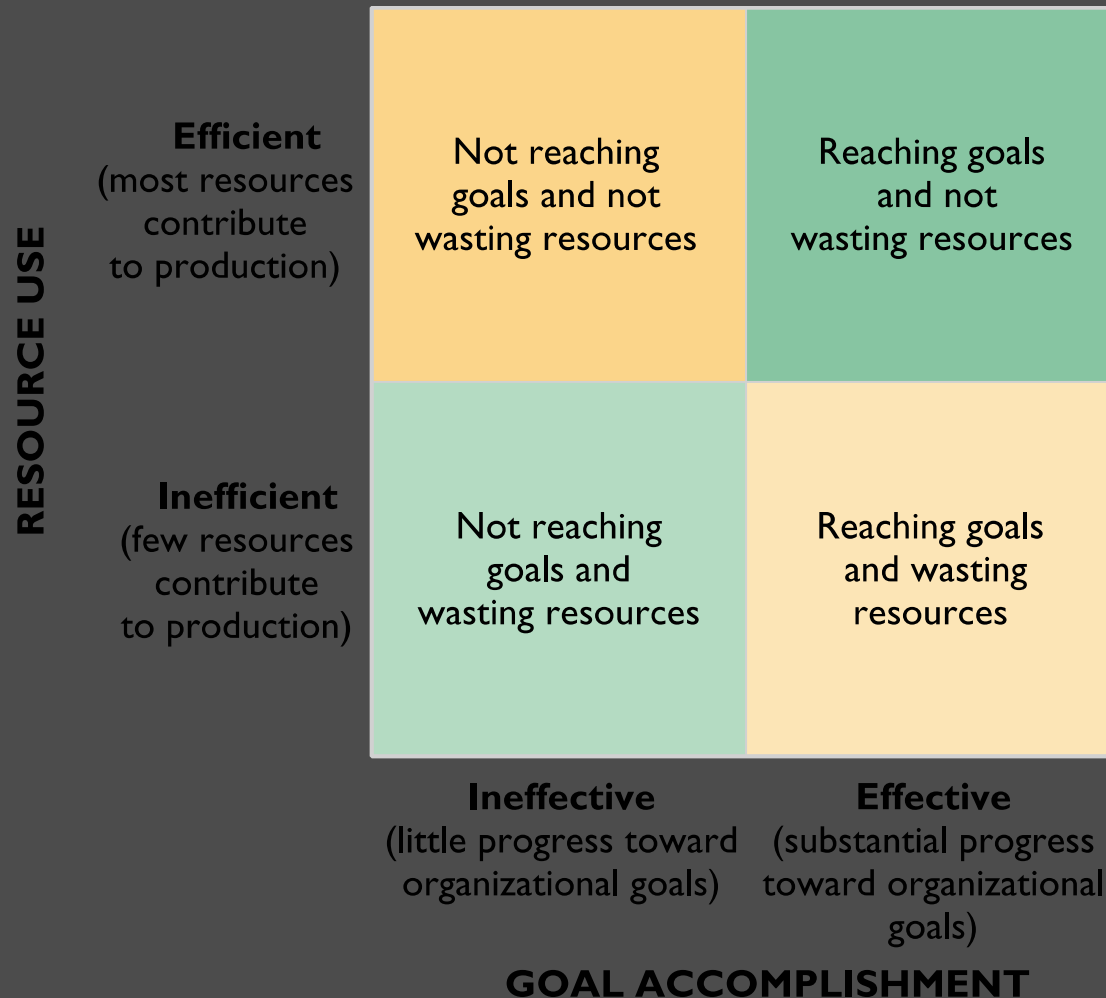 RESOURCE USE
Efficient
(most resources
contribute
to production)
Not reaching
goals and not
wasting resources
Reaching goals
and not
wasting resources
Inefficient
(few resources
contribute
to production)
Not reaching
goals and
wasting resources
Reaching goals
and wasting
resources
Ineffective
(little progress toward
organizational goals)
Effective
(substantial progress
toward organizational
goals)
GOAL ACCOMPLISHMENT